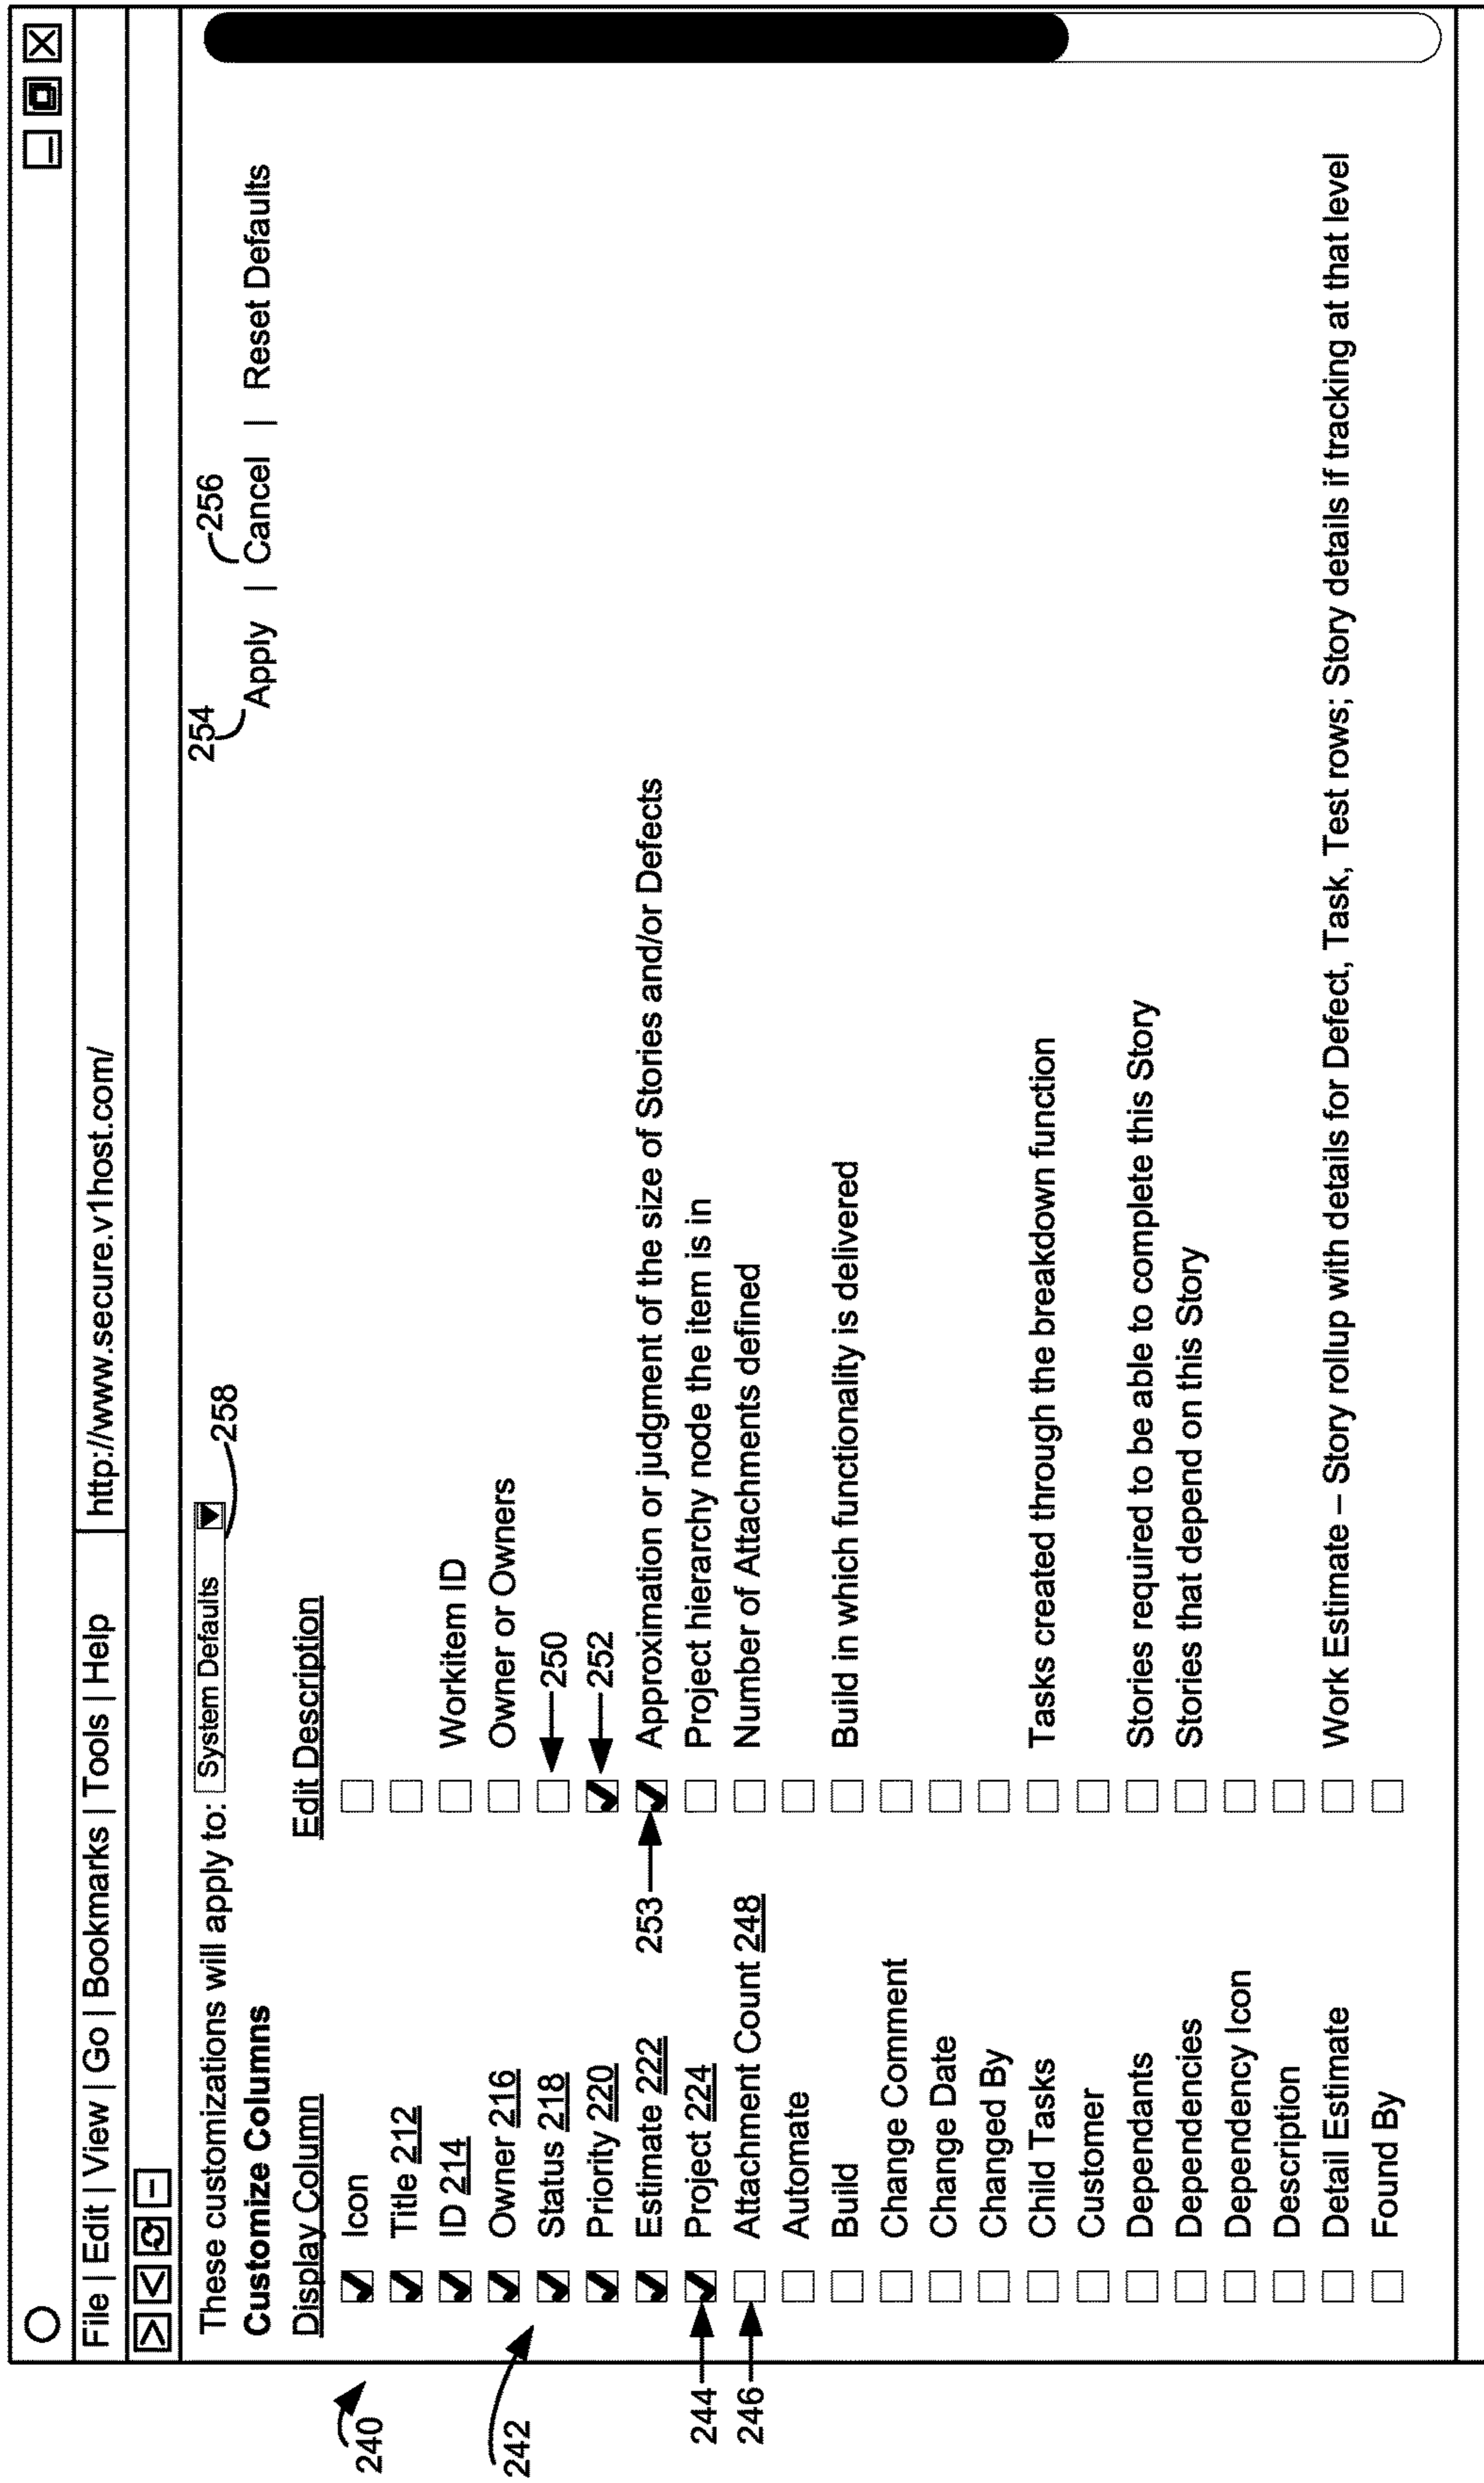 File | Edit | View | Go | Bookmarks | Tools | Help | http://www.secure.v1host.com/
These customizations will apply to: System Defaults
258
254
256
Customize Columns
Apply | Cancel | Reset Defaults
Display Column Edit Description
240
Icon
Title 212
ID 214 Workitem ID
Owner 216 Owner or Owners
242
Status 218 250
Priority 220 252
Estimate 222 253 Approximation or judgment of the size of Stories and/or Defects
244 Project 224 Project hierarchy node the item is in
246 Attachment Count 248 Number of Attachments defined
Automate
Build Build in which functionality is delivered
Change Comment
Change Date
Changed By
Child Tasks Tasks created through the breakdown function
Customer
Dependants Stories required to be able to complete this Story
Dependencies Stories that depend on this Story
Dependency Icon
Description
Detail Estimate Work Estimate – Story rollup with details for Defect, Task, Test rows; Story details if tracking at that level
Found By